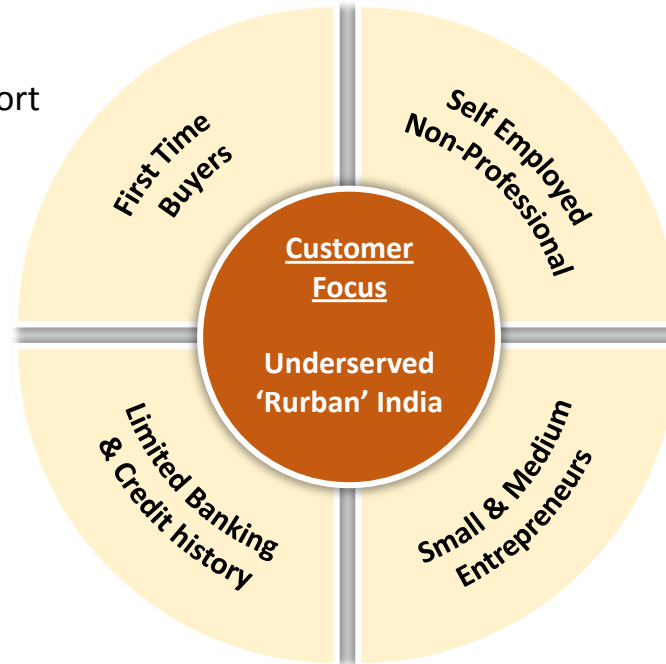 ort
First Time
Buyers
Self Employed
Non-Professional
Customer
Focus
Underserved
‘Rurban’ India
Limited Banking
& Credit history
Small & Medium
Entrepreneurs